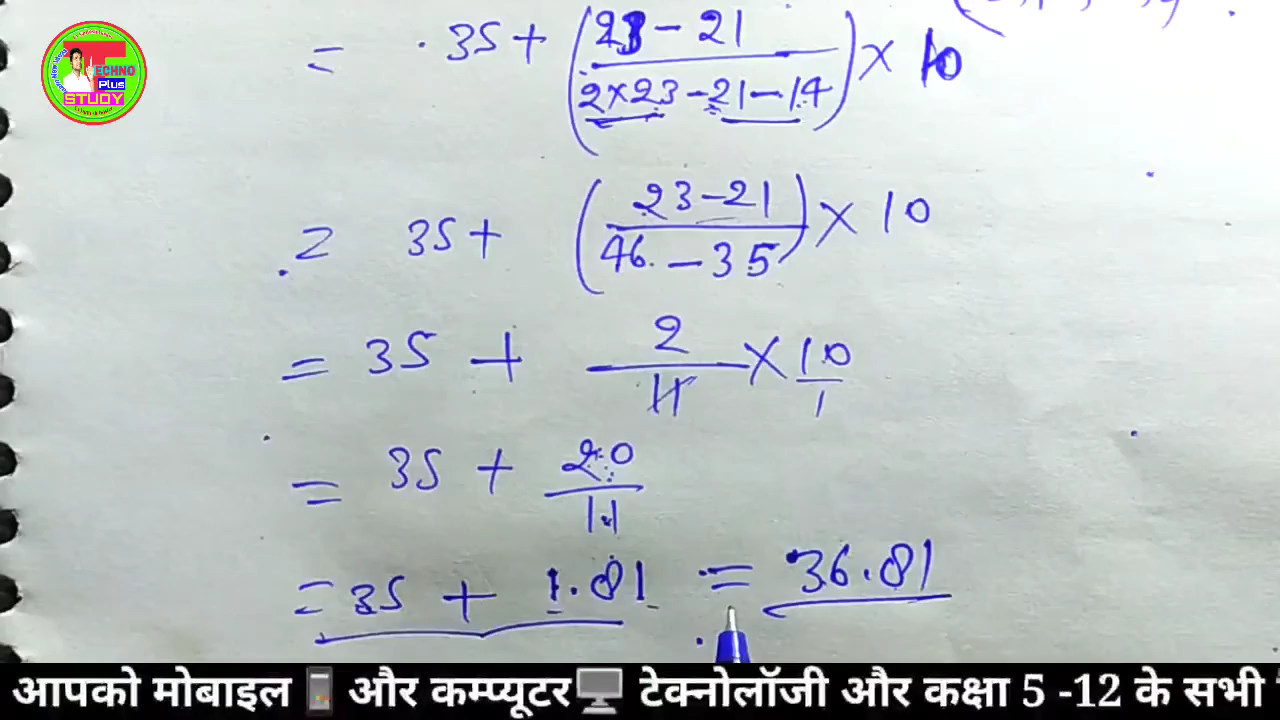 = 35 + (23 - 21 / 2×23 - 21 - 14) × 10
TECHNO
Plus
STUDY
= 35 + (23-21 / 46 - 35) × 10
= 35 + 2/11 × 10/1
= 35 + 20/11
= 35 + 1.81 = 36.81
आपको मोबाइल और कम्प्यूटर टेक्नोलॉजी और कक्षा 5 -12 के सभी